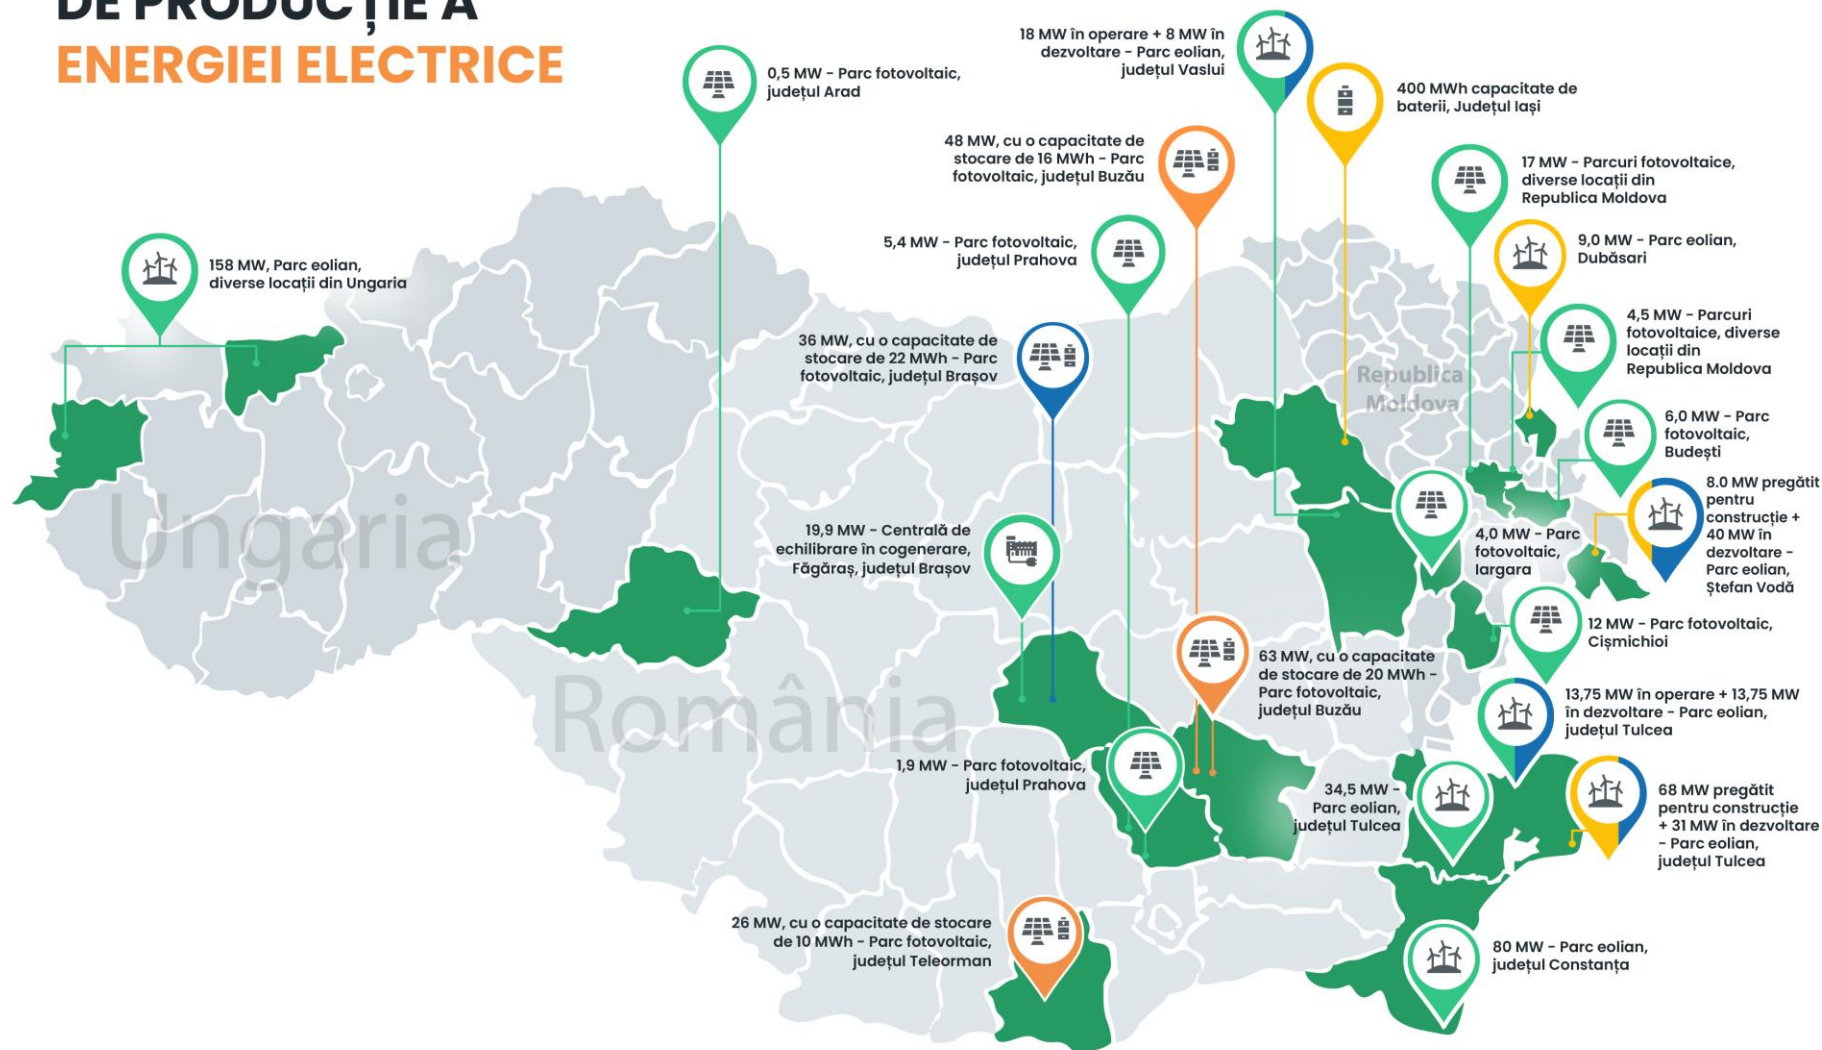 DE PRODUCȚIE A
ENERGIEI ELECTRICE
0,5 MW - Parc fotovoltaic,
județul Arad
18 MW în operare + 8 MW în
dezvoltare - Parc eolian,
județul Vaslui
400 MWh capacitate de
baterii, Județul Iași
48 MW, cu o capacitate de
stocare de 16 MWh - Parc
fotovoltaic, județul Buzău
17 MW - Parcuri fotovoltaice,
diverse locații din
Republica Moldova
5,4 MW - Parc fotovoltaic,
județul Prahova
9,0 MW - Parc eolian,
Dubăsari
158 MW, Parc eolian,
diverse locații din Ungaria
4,5 MW - Parcuri
fotovoltaice, diverse
locații din
Republica Moldova
36 MW, cu o capacitate de
stocare de 22 MWh - Parc
fotovoltaic, județul Brașov
Republica
Moldova
6,0 MW - Parc
fotovoltaic,
Budești
8.0 MW pregătit
pentru
construcție +
40 MW în
dezvoltare -
Parc eolian,
Ștefan Vodă
Ungaria
19,9 MW - Centrală de
echilibrare în cogenerare,
Făgăraș, județul Brașov
4,0 MW - Parc
fotovoltaic,
Iargara
12 MW - Parc fotovoltaic,
Cișmichioi
63 MW, cu o capacitate
de stocare de 20 MWh -
Parc fotovoltaic,
județul Buzău
România
13,75 MW în operare + 13,75 MW
în dezvoltare - Parc eolian,
județul Tulcea
1,9 MW - Parc fotovoltaic,
județul Prahova
34,5 MW -
Parc eolian,
județul Tulcea
68 MW pregătit
pentru construcție
+ 31 MW în dezvoltare
- Parc eolian,
județul Tulcea
26 MW, cu o capacitate de stocare
de 10 MWh - Parc fotovoltaic,
județul Teleorman
80 MW - Parc eolian,
județul Constanța